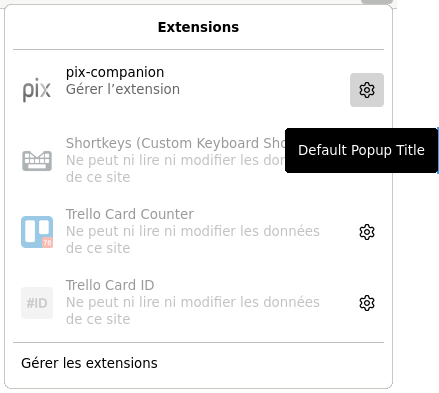 Extensions
pix
pix-companion
Gérer l’extension
Shortkeys (Custom Keyboard Sho
Ne peut ni lire ni modifier les don
de ce site
Default Popup Title
78
Trello Card Counter
Ne peut ni lire ni modifier les données
de ce site
#ID
Trello Card ID
Ne peut ni lire ni modifier les données
de ce site
Gérer les extensions